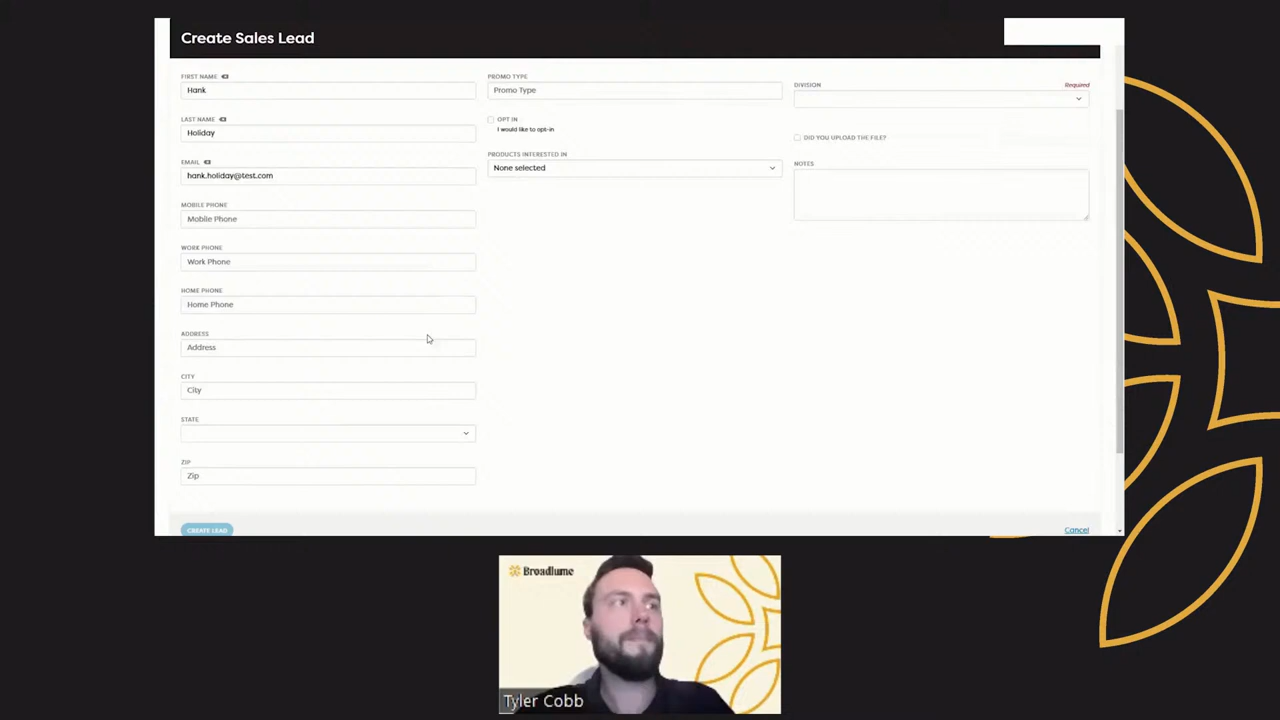 Create Sales Lead
FIRST NAME
Hank
LAST NAME
Holiday
EMAIL
hank.holiday@test.com
MOBILE PHONE
Mobile Phone
WORK PHONE
Work Phone
HOME PHONE
Home Phone
ADDRESS
Address
CITY
City
STATE
ZIP
Zip
PROMO TYPE
Promo Type
OPT IN
I would like to opt-in
PRODUCTS INTERESTED IN
None selected
DIVISION
Required
DID YOU UPLOAD THE FILE?
NOTES
CREATE LEAD
Cancel
Broadlume
Tyler Cobb